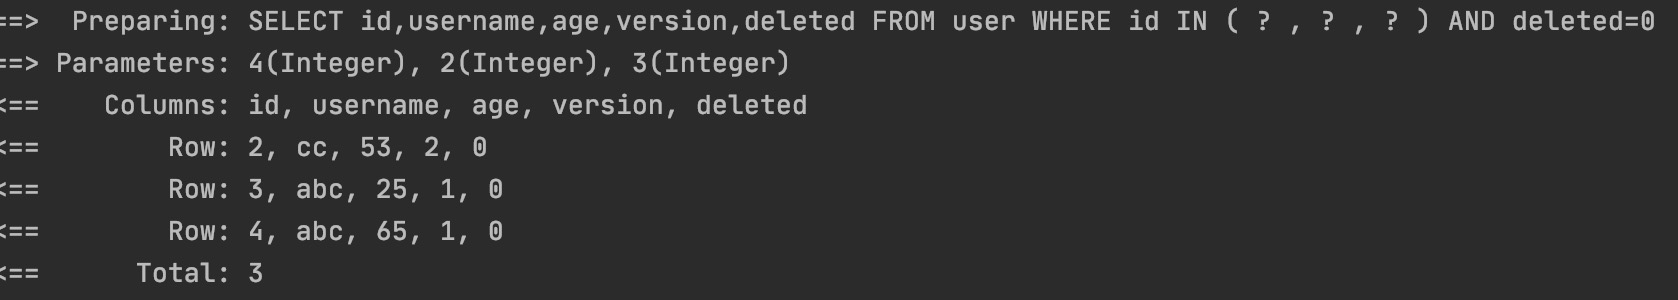 ==>  Preparing: SELECT id,username,age,version,deleted FROM user WHERE id IN ( ? , ? , ? ) AND deleted=0
==> Parameters: 4(Integer), 2(Integer), 3(Integer)
<==    Columns: id, username, age, version, deleted
<==        Row: 2, cc, 53, 2, 0
<==        Row: 3, abc, 25, 1, 0
<==        Row: 4, abc, 65, 1, 0
<==      Total: 3